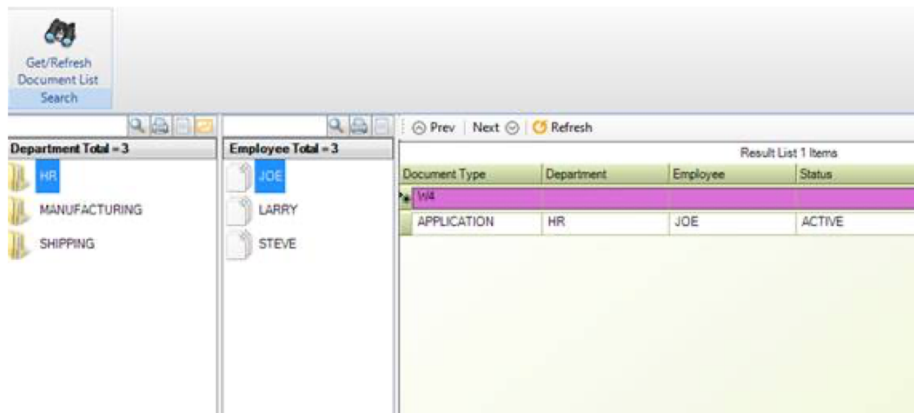 Get/Refresh
Document List
Search
Department Total = 3
HR
MANUFACTURING
SHIPPING
Employee Total = 3
JOE
LARRY
STEVE
Prev Next Refresh
Result List 1 Items
Document Type Department Employee Status
W4
APPLICATION HR JOE ACTIVE